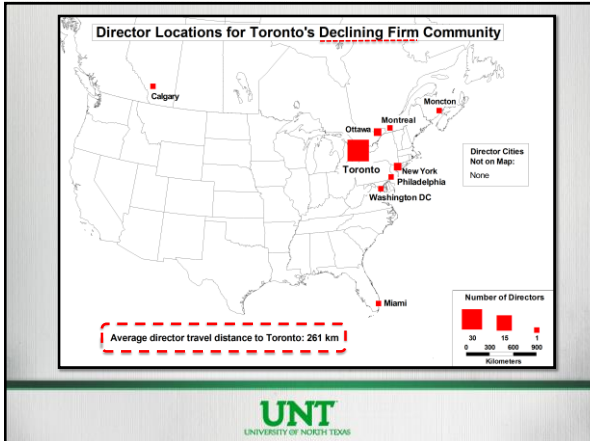 Director Locations for Toronto's Declining Firm Community
Calgary
Moncton
Montreal
Ottawa
Toronto
New York
Philadelphia
Washington DC
Director Cities
Not on Map:
None
Miami
Number of Directors
30 15 1
0 300 600 900
Kilometers
Average director travel distance to Toronto: 261 km
UNT
UNIVERSITY OF NORTH TEXAS